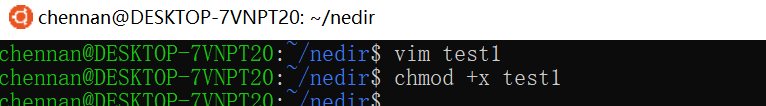 chennan@DESKTOP-7VNPT20: ~/nedir
chennan@DESKTOP-7VNPT20:~/nedir$ vim test1
chennan@DESKTOP-7VNPT20:~/nedir$ chmod +x test1
chennan@DESKTOP-7VNPT20:~/nedir$